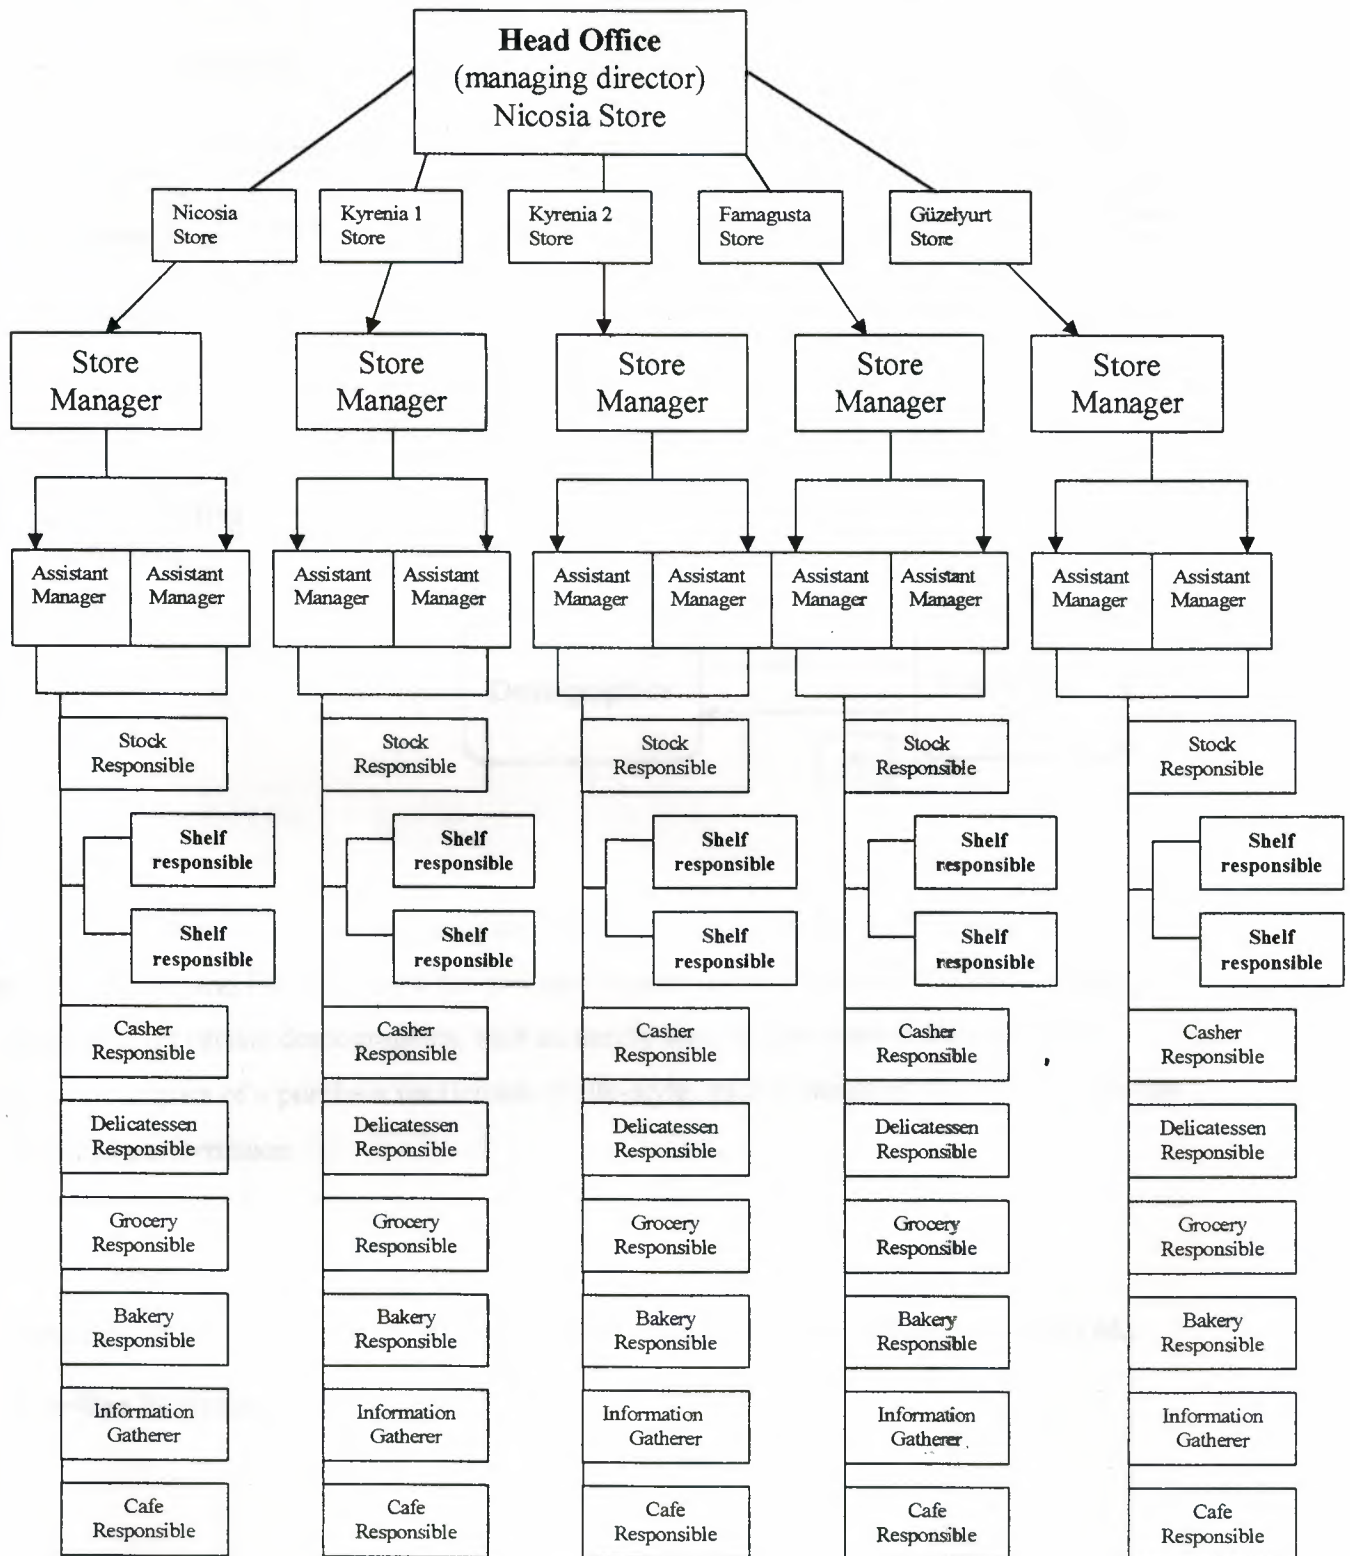 Head Office
(managing director)
Nicosia Store
Nicosia
Store
Kyrenia 1
Store
Kyrenia 2
Store
Famagusta
Store
Güzelyurt
Store
Store
Manager
Store
Manager
Store
Manager
Store
Manager
Store
Manager
Assistant
Manager
Assistant
Manager
Assistant
Manager
Assistant
Manager
Assistant
Manager
Assistant
Manager
Assistant
Manager
Assistant
Manager
Assistant
Manager
Assistant
Manager
Stock
Responsible
Stock
Responsible
Stock
Responsible
Stock
Responsible
Stock
Responsible
Shelf
responsible
Shelf
responsible
Shelf
responsible
Shelf
responsible
Shelf
responsible
Shelf
responsible
Shelf
responsible
Shelf
responsible
Shelf
responsible
Shelf
responsible
Casher
Responsible
Casher
Responsible
Casher
Responsible
Casher
Responsible
Casher
Responsible
Delicatessen
Responsible
Delicatessen
Responsible
Delicatessen
Responsible
Delicatessen
Responsible
Delicatessen
Responsible
Grocery
Responsible
Grocery
Responsible
Grocery
Responsible
Grocery
Responsible
Grocery
Responsible
Bakery
Responsible
Bakery
Responsible
Bakery
Responsible
Bakery
Responsible
Bakery
Responsible
Information
Gatherer
Information
Gatherer
Information
Gatherer
Information
Gatherer
Information
Gatherer
Cafe
Responsible
Cafe
Responsible
Cafe
Responsible
Cafe
Responsible
Cafe
Responsible